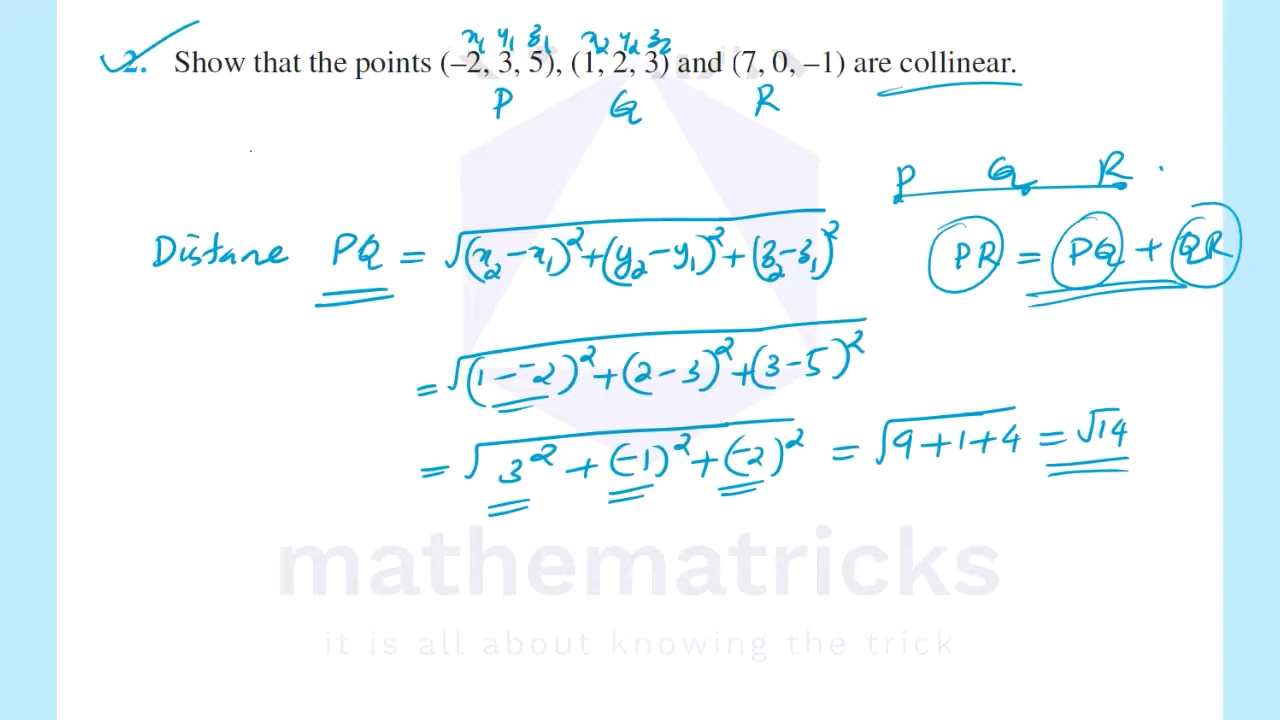 x₁ y₁ z₁ x₂ y₂ z₂
2. Show that the points (–2, 3, 5), (1, 2, 3) and (7, 0, –1) are collinear.
P Q R
P Q R
Distane PQ = √(x₂ – x₁)² + (y₂ – y₁)² + (z₂ – z₁)²
PR = PQ + QR
= √(1 – –2)² + (2 – 3)² + (3 – 5)²
= √3² + (–1)² + (–2)² = √9 + 1 + 4 = √14
mathematricks
it is all about knowing the trick